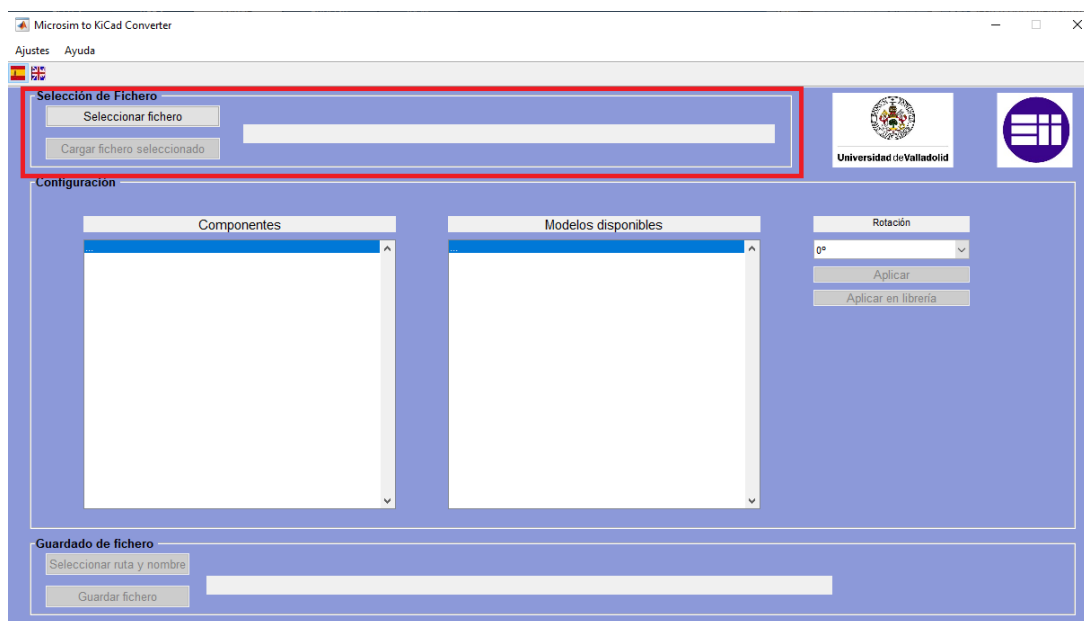 Microsim to KiCad Converter
Ajustes Ayuda
Selección de Fichero
Seleccionar fichero
Cargar fichero seleccionado
Universidad de Valladolid
Configuración
Componentes
Modelos disponibles
Rotación
...
...
0º
Aplicar
Aplicar en librería
Guardado de fichero
Seleccionar ruta y nombre
Guardar fichero